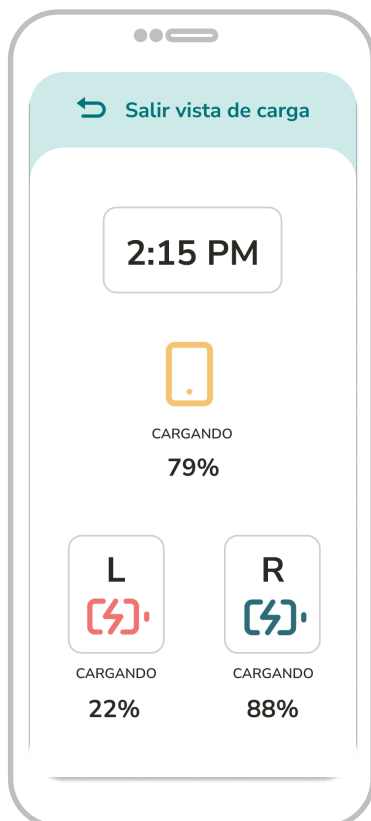 Salir vista de carga
2:15 PM
CARGANDO
79%
L
R
CARGANDO
CARGANDO
22%
88%